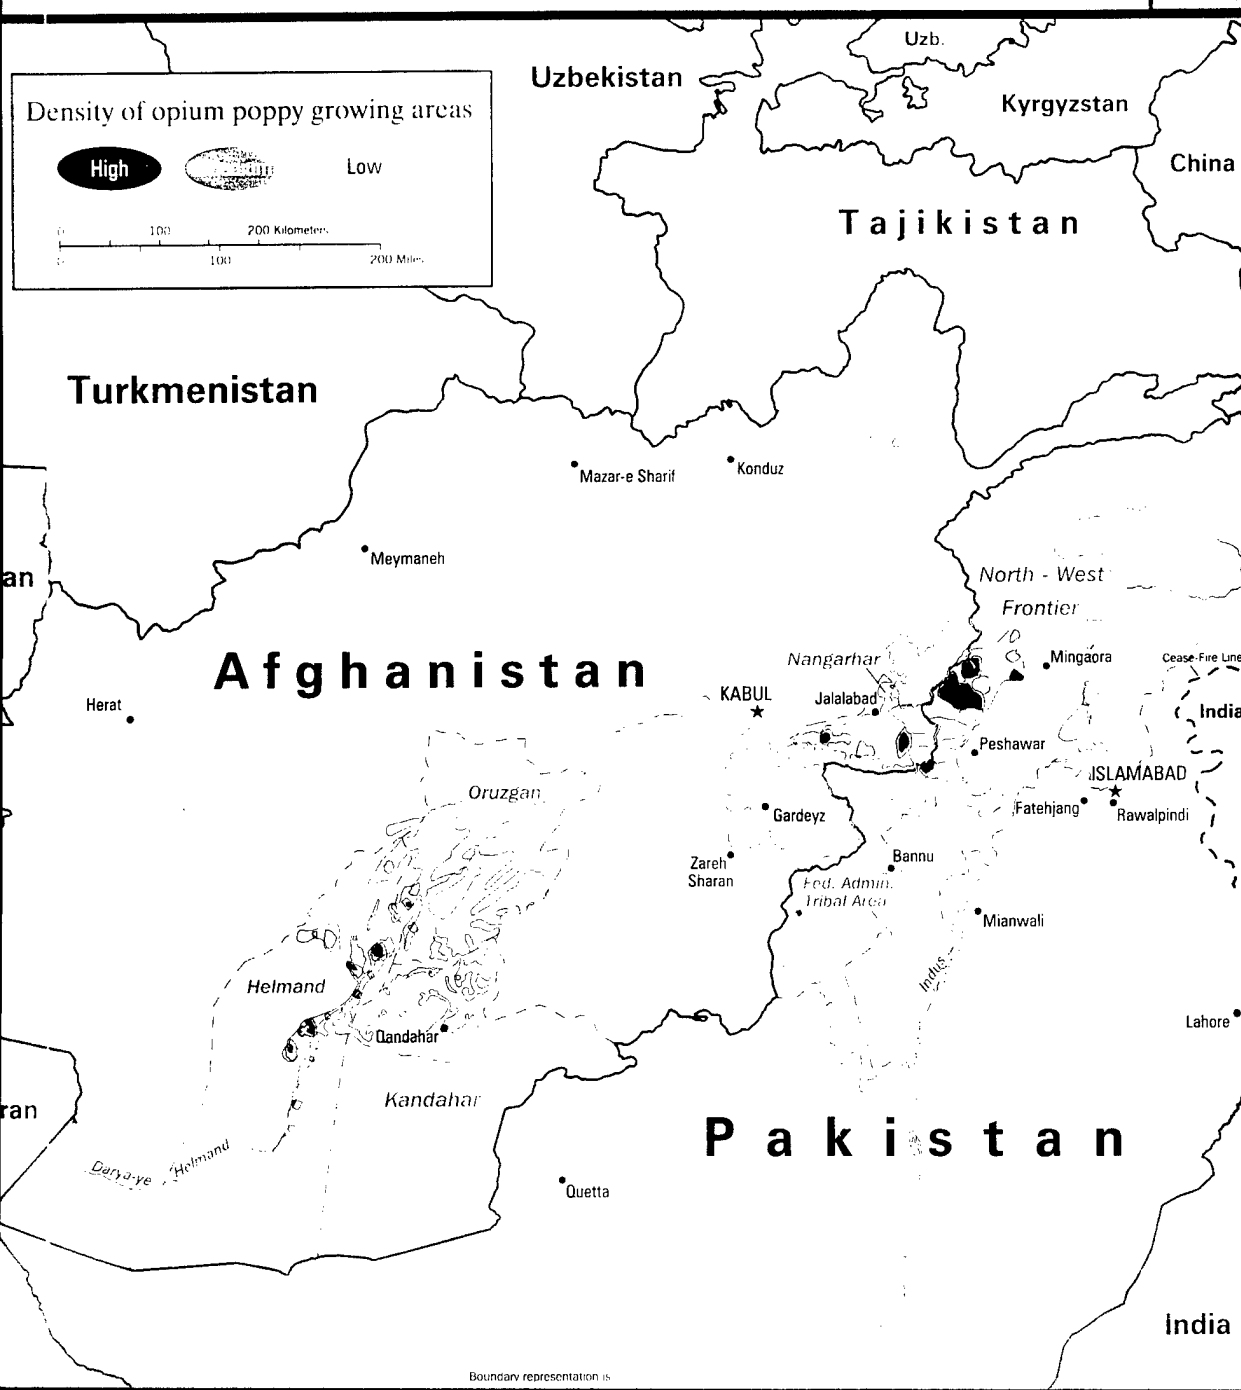 Uzb.
Uzbekistan
Kyrgyzstan
China
Density of opium poppy growing areas
High
Low
0 100 200 Kilometers
0 100 200 Miles
Tajikistan
Turkmenistan
Mazar-e Sharif
Konduz
Meymaneh
an
North - West
Frontier
Afghanistan
Nangarhar
Mingaora
Cease-Fire Line
Herat
KABUL
Jalalabad
India
Peshawar
ISLAMABAD
Oruzgan
Gardeyz
Fatehjang
Rawalpindi
Zareh
Sharan
Bannu
Fed. Admin.
Tribal Area
Mianwali
Helmand
Indus
Qandahar
Lahore
Kandahar
ran
Pakistan
Darya-ye Helmand
Quetta
India
Boundary representation is